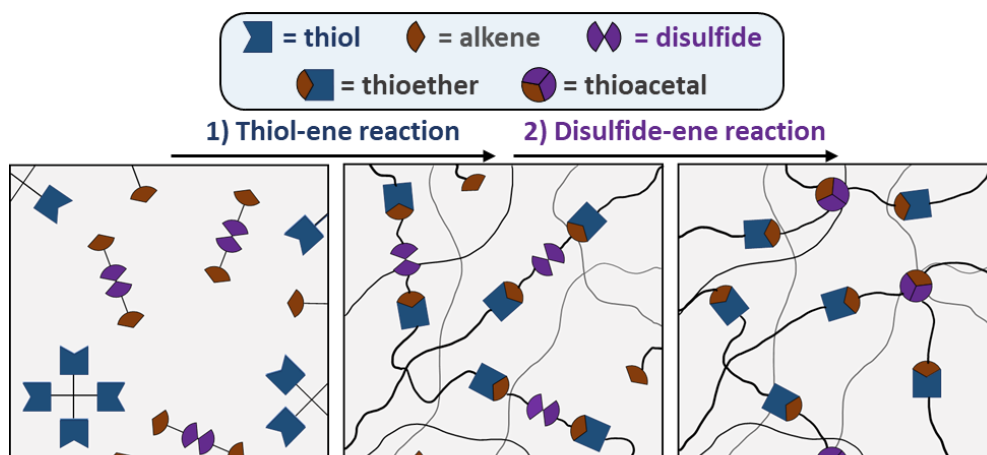 = thiol = alkene = disulfide
= thioether = thioacetal
1) Thiol-ene reaction 2) Disulfide-ene reaction